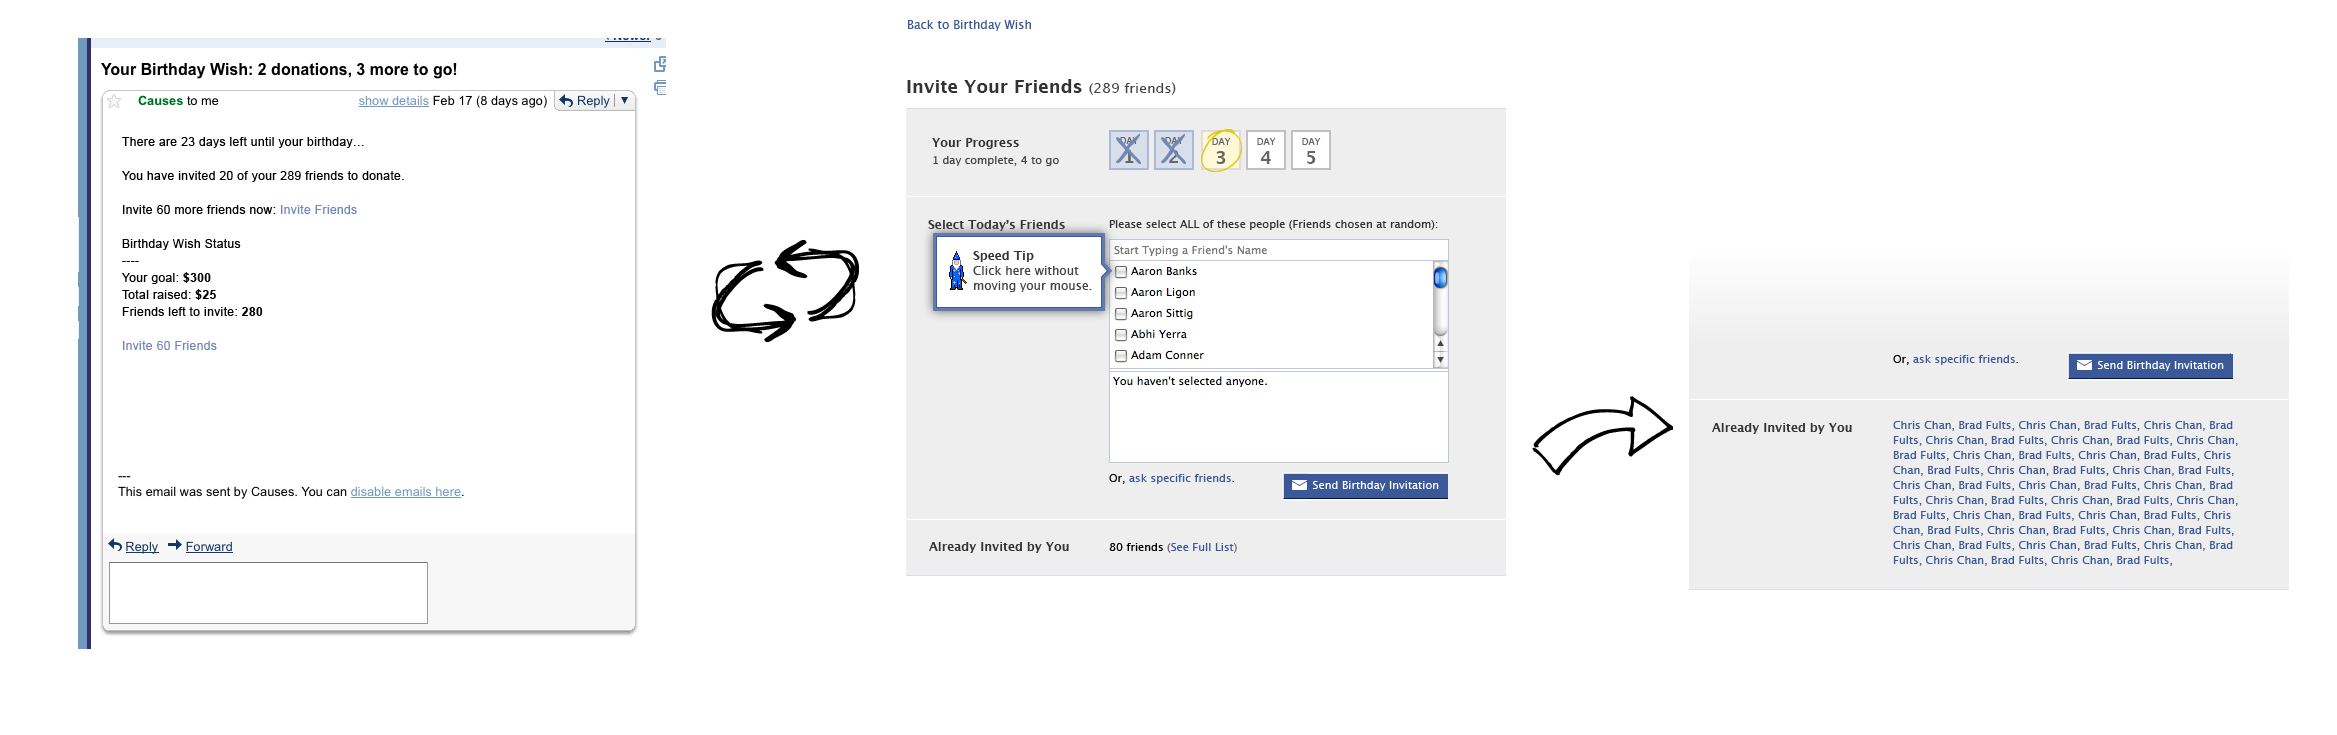 ‹ Newer
Your Birthday Wish: 2 donations, 3 more to go!
Causes to me
show details Feb 17 (8 days ago)
Reply
There are 23 days left until your birthday...
You have invited 20 of your 289 friends to donate.
Invite 60 more friends now: Invite Friends
Birthday Wish Status
----
Your goal: $300
Total raised: $25
Friends left to invite: 280
Invite 60 Friends
---
This email was sent by Causes. You can disable emails here.
Reply Forward
Back to Birthday Wish
Invite Your Friends (289 friends)
Your Progress
1 day complete, 4 to go
DAY 1
DAY 2
DAY 3
DAY 4
DAY 5
Select Today's Friends
Please select ALL of these people (Friends chosen at random):
Speed Tip
Click here without
moving your mouse.
Start Typing a Friend's Name
Aaron Banks
Aaron Ligon
Aaron Sittig
Abhi Yerra
Adam Conner
You haven't selected anyone.
Or, ask specific friends.
Send Birthday Invitation
Already Invited by You
80 friends (See Full List)
Or, ask specific friends.
Send Birthday Invitation
Already Invited by You
Chris Chan, Brad Fults, Chris Chan, Brad Fults, Chris Chan, Brad
Fults, Chris Chan, Brad Fults, Chris Chan, Brad Fults, Chris Chan,
Brad Fults, Chris Chan, Brad Fults, Chris Chan, Brad Fults, Chris
Chan, Brad Fults, Chris Chan, Brad Fults, Chris Chan, Brad Fults,
Chris Chan, Brad Fults, Chris Chan, Brad Fults, Chris Chan, Brad
Fults, Chris Chan, Brad Fults, Chris Chan, Brad Fults, Chris Chan,
Brad Fults, Chris Chan, Brad Fults, Chris Chan, Brad Fults, Chris
Chan, Brad Fults, Chris Chan, Brad Fults, Chris Chan, Brad Fults,
Chris Chan, Brad Fults, Chris Chan, Brad Fults, Chris Chan, Brad
Fults, Chris Chan, Brad Fults, Chris Chan, Brad Fults,